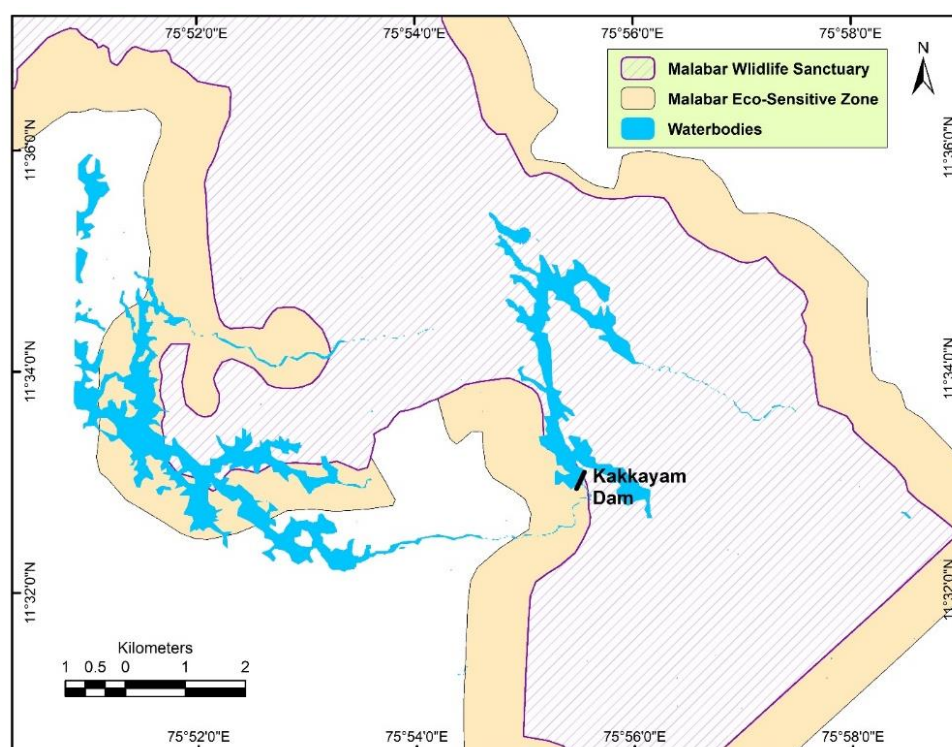 75°52'0"E
75°54'0"E
75°56'0"E
75°58'0"E
N
Malabar Wlidlife Sanctuary
Malabar Eco-Sensitive Zone
Waterbodies
11°36'0"N
11°36'0"N
11°34'0"N
11°34'0"N
Kakkayam
Dam
11°32'0"N
11°32'0"N
Kilometers
1 0.5 0 1 2
75°52'0"E
75°54'0"E
75°56'0"E
75°58'0"E